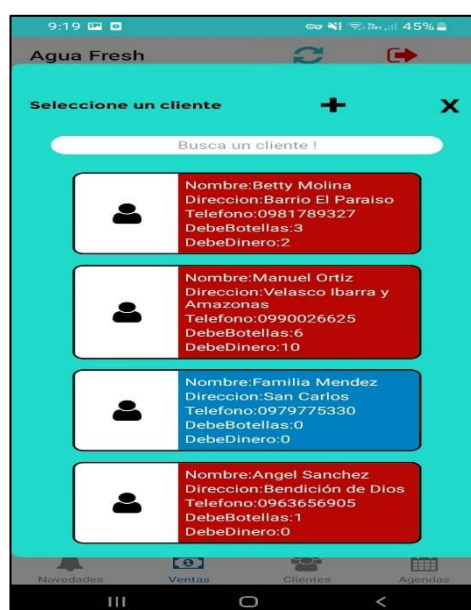 9:19 45%
Agua Fresh
Seleccione un cliente + X
Busca un cliente !
Nombre:Betty Molina
Direccion:Barrio El Paraiso
Telefono:0981789327
DebeBotellas:3
DebeDinero:2
Nombre:Manuel Ortiz
Direccion:Velasco Ibarra y
Amazonas
Telefono:0990026625
DebeBotellas:6
DebeDinero:10
Nombre:Familia Mendez
Direccion:San Carlos
Telefono:0979775330
DebeBotellas:0
DebeDinero:0
Nombre:Angel Sanchez
Direccion:Bendición de Dios
Telefono:0963656905
DebeBotellas:1
DebeDinero:0
Novedades Ventas Clientes Agendas